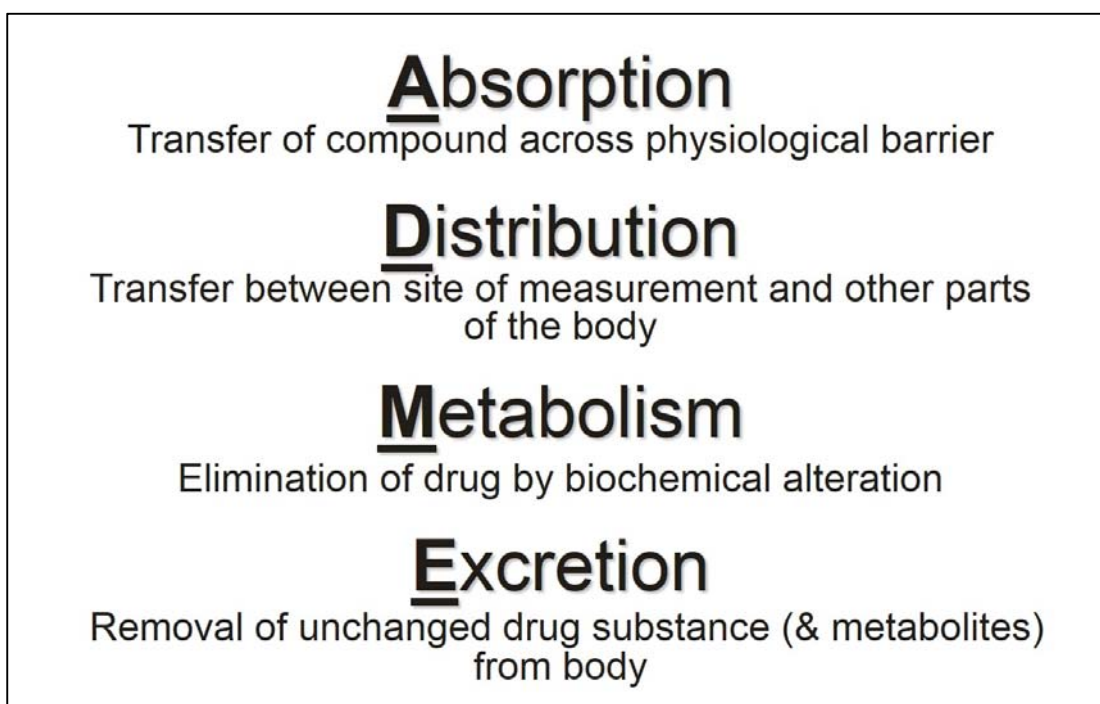 Absorption
Transfer of compound across physiological barrier
Distribution
Transfer between site of measurement and other parts
of the body
Metabolism
Elimination of drug by biochemical alteration
Excretion
Removal of unchanged drug substance (& metabolites)
from body